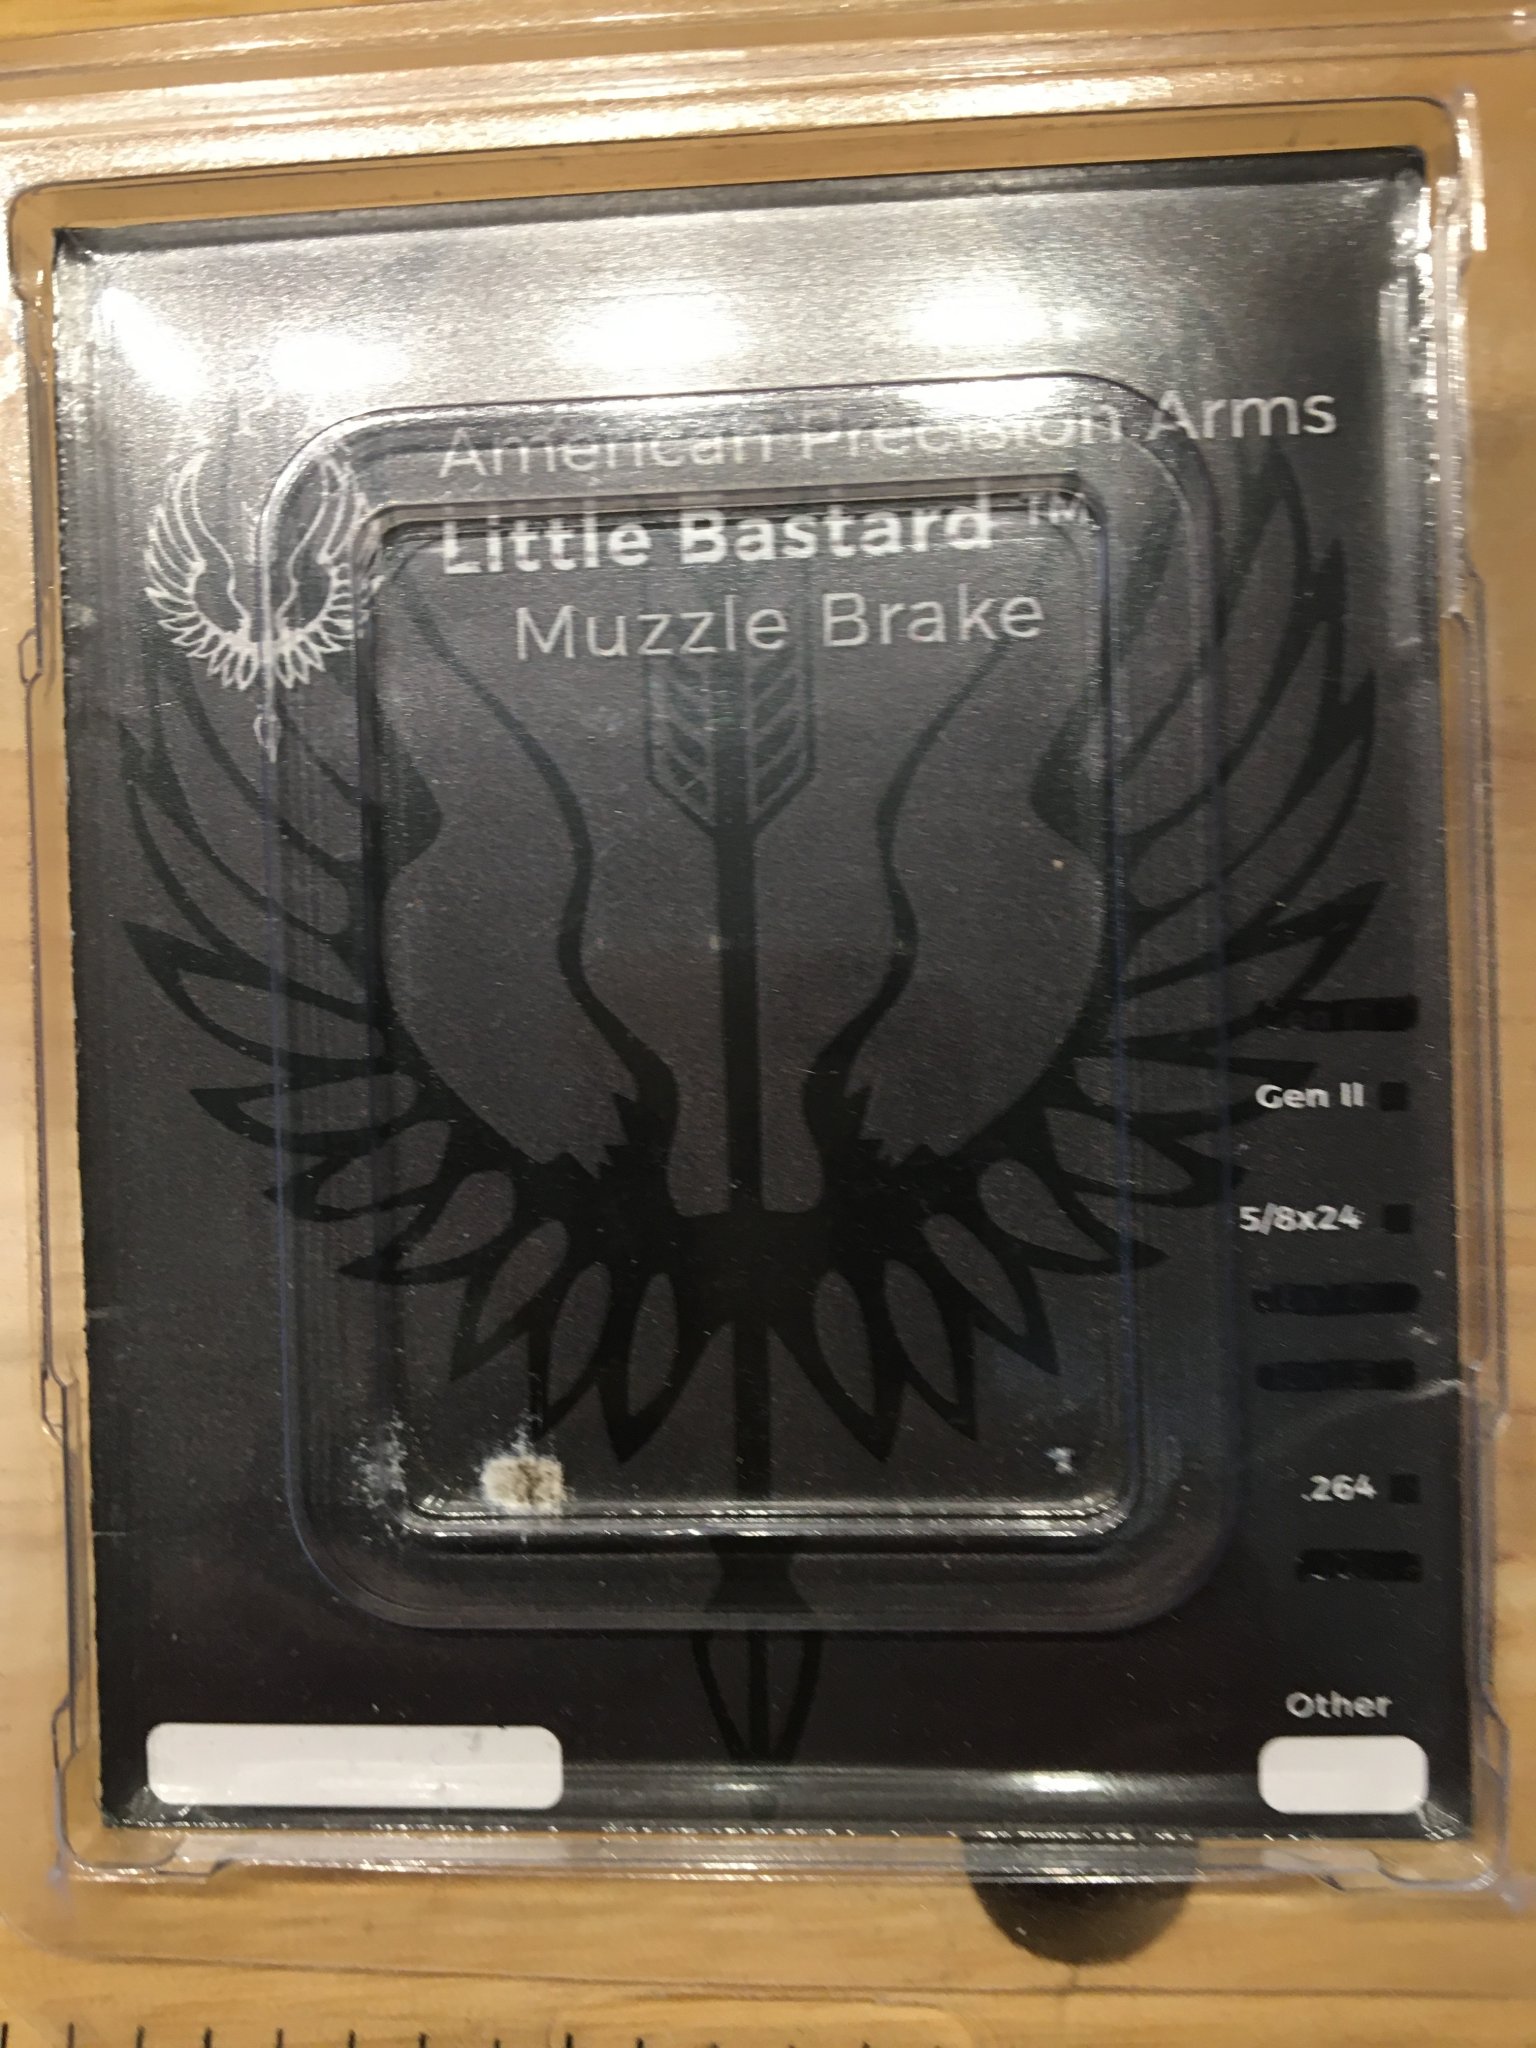 American Precision Arms
Little Bastard™
Muzzle Brake
Gen II
5/8x24
.264
Other